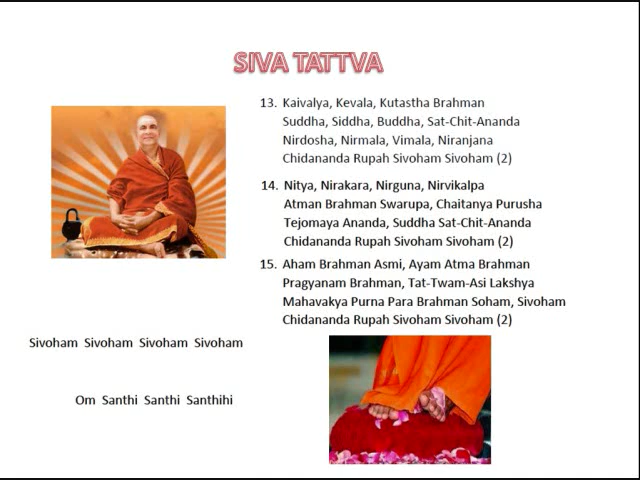 SIVA TATTVA
13. Kaivalya, Kevala, Kutastha Brahman
Suddha, Siddha, Buddha, Sat-Chit-Ananda
Nirdosha, Nirmala, Vimala, Niranjana
Chidananda Rupah Sivoham Sivoham (2)
14. Nitya, Nirakara, Nirguna, Nirvikalpa
Atman Brahman Swarupa, Chaitanya Purusha
Tejomaya Ananda, Suddha Sat-Chit-Ananda
Chidananda Rupah Sivoham Sivoham (2)
15. Aham Brahman Asmi, Ayam Atma Brahman
Pragyanam Brahman, Tat-Twam-Asi Lakshya
Mahavakya Purna Para Brahman Soham, Sivoham
Chidananda Rupah Sivoham Sivoham (2)
Sivoham Sivoham Sivoham Sivoham
Om Santhi Santhi Santhihi